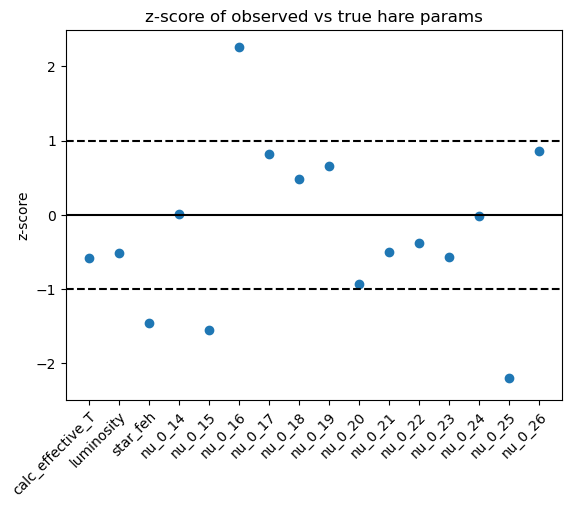 z-score of observed vs true hare params
z-score
2
1
0
−1
−2
calc_effective_T
luminosity
star_feh
nu_0_14
nu_0_15
nu_0_16
nu_0_17
nu_0_18
nu_0_19
nu_0_20
nu_0_21
nu_0_22
nu_0_23
nu_0_24
nu_0_25
nu_0_26